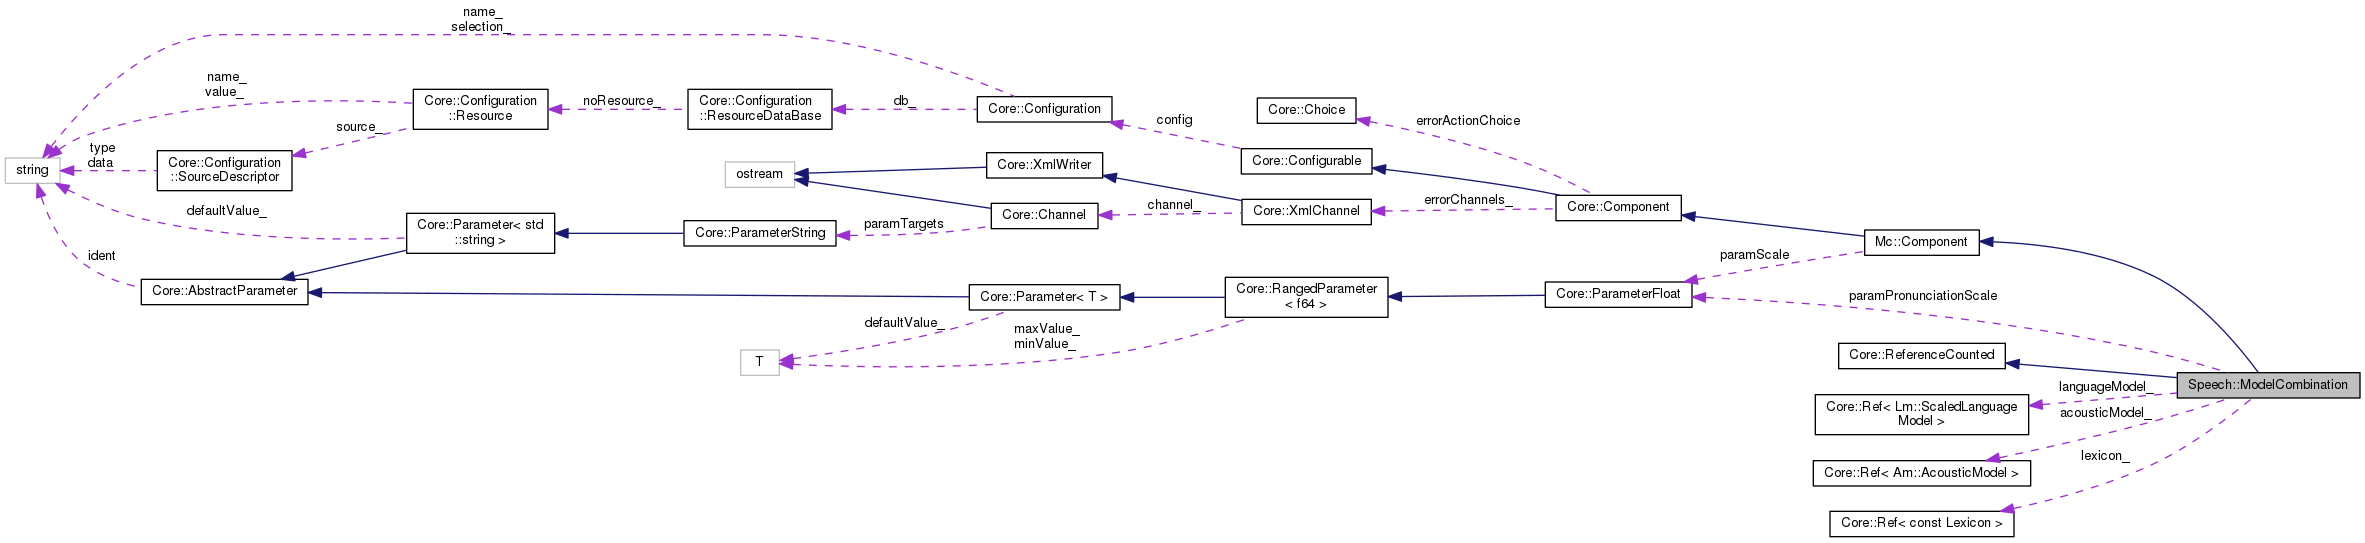 name_
selection_
name_
value_
Core::Configuration
::Resource
noResource_
Core::Configuration
::ResourceDataBase
db_
Core::Configuration
Core::Choice
config
errorActionChoice
source_
type
data
string
Core::Configuration
::SourceDescriptor
ostream
Core::XmlWriter
Core::Configurable
defaultValue_
Core::Parameter< std
::string >
Core::ParameterString
paramTargets
Core::Channel
channel_
Core::XmlChannel
errorChannels_
Core::Component
Mc::Component
ident
Core::AbstractParameter
Core::Parameter< T >
Core::RangedParameter
< f64 >
Core::ParameterFloat
paramScale
paramPronunciationScale
defaultValue_
maxValue_
minValue_
T
Core::ReferenceCounted
Speech::ModelCombination
languageModel_
Core::Ref< Lm::ScaledLanguage
Model >
acousticModel_
Core::Ref< Am::AcousticModel >
lexicon_
Core::Ref< const Lexicon >